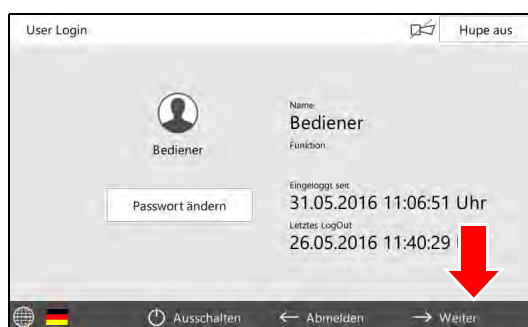 User Login
Hupe aus
Bediener
Passwort ändern
Name
Bediener
Funktion
Eingeloggt seit
31.05.2016 11:06:51 Uhr
Letztes LogOut
26.05.2016 11:40:29
Ausschalten
← Abmelden
→ Weiter